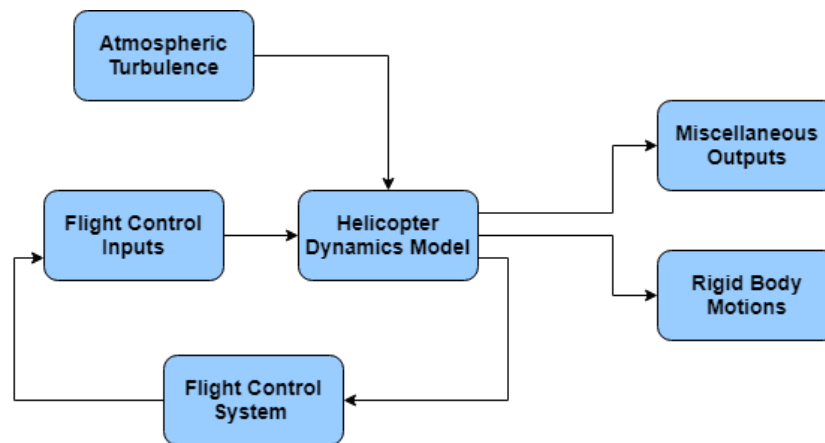 Atmospheric
Turbulence
Miscellaneous
Outputs
Flight Control
Inputs
Helicopter
Dynamics Model
Rigid Body
Motions
Flight Control
System